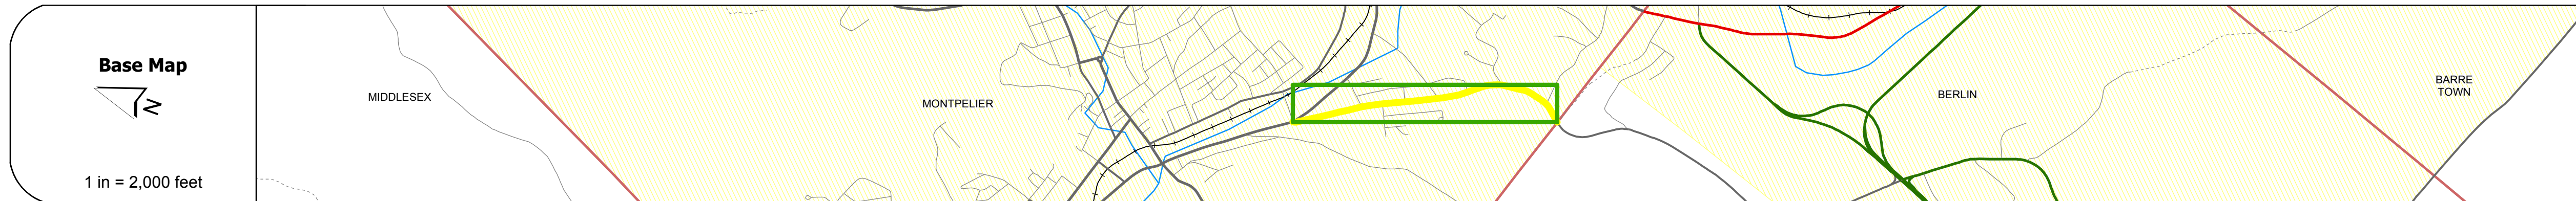 Base Map
N
1 in = 2,000 feet
MIDDLESEX
MONTPELIER
BERLIN
BARRE
TOWN